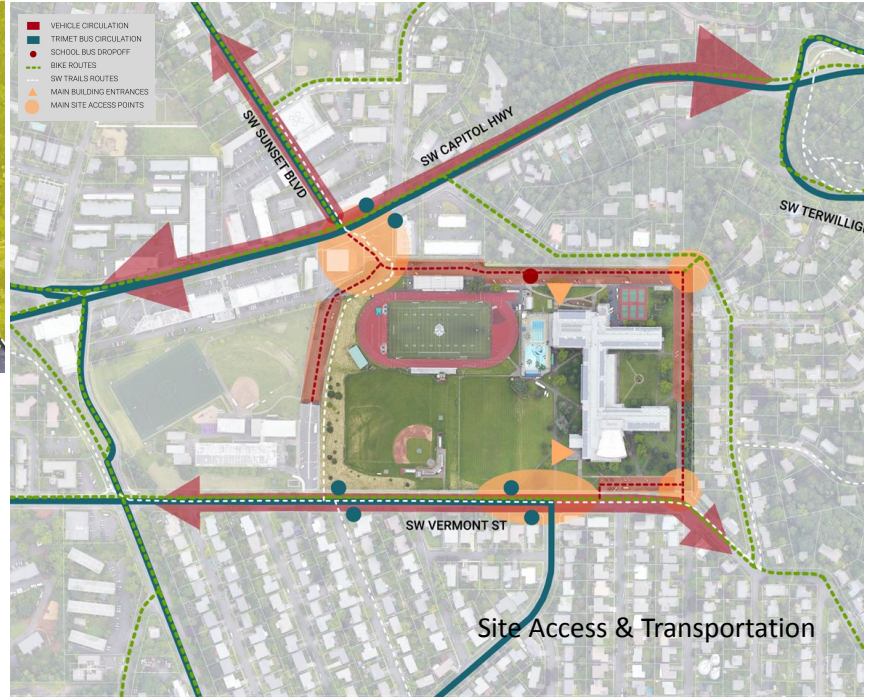 VEHICLE CIRCULATION
TRIMET BUS CIRCULATION
SCHOOL BUS DROPOFF
BIKE ROUTES
SW TRAILS ROUTES
MAIN BUILDING ENTRANCES
MAIN SITE ACCESS POINTS
SW SUNSET BLVD
SW CAPITOL HWY
SW TERWILLIG
SW VERMONT ST
Site Access & Transportation